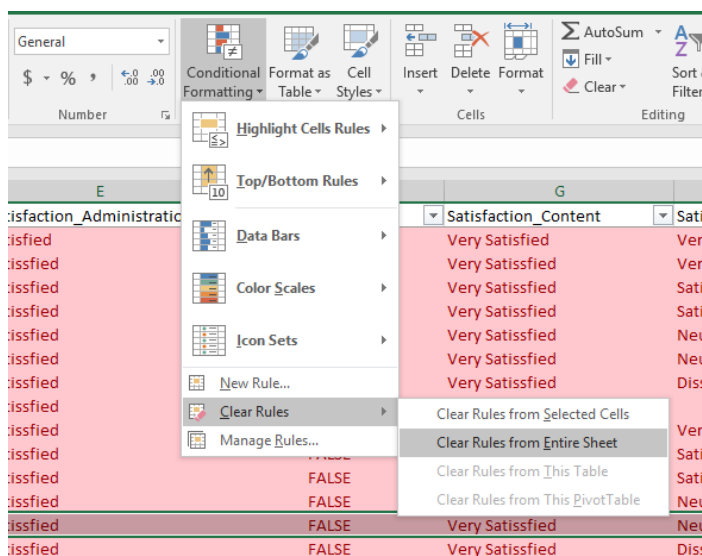 General
$ % , .0 .00 .00 .0
Number
Conditional Formatting
Format as Table
Cell Styles
Insert
Delete
Format
Cells
AutoSum
Fill
Clear
Sort
Filter
Editing
Highlight Cells Rules
Top/Bottom Rules
Data Bars
Color Scales
Icon Sets
New Rule...
Clear Rules
Manage Rules...
Clear Rules from Selected Cells
Clear Rules from Entire Sheet
Clear Rules from This Table
Clear Rules from This PivotTable
E G
tisfaction_Administratio Satisfaction_Content Sati
tisfied Very Satisfied Ver
tissfied Very Satissfied Ver
tissfied Very Satissfied Sati
tissfied Very Satissfied Sati
tissfied Very Satissfied Neu
tissfied Very Satissfied Neu
tissfied Very Satissfied Diss
tissfied
tissfied Ver
tissfied Sati
tissfied FALSE Sati
tissfied FALSE Neu
tissfied FALSE Very Satissfied Neu
tissfied FALSE Very Satissfied Diss